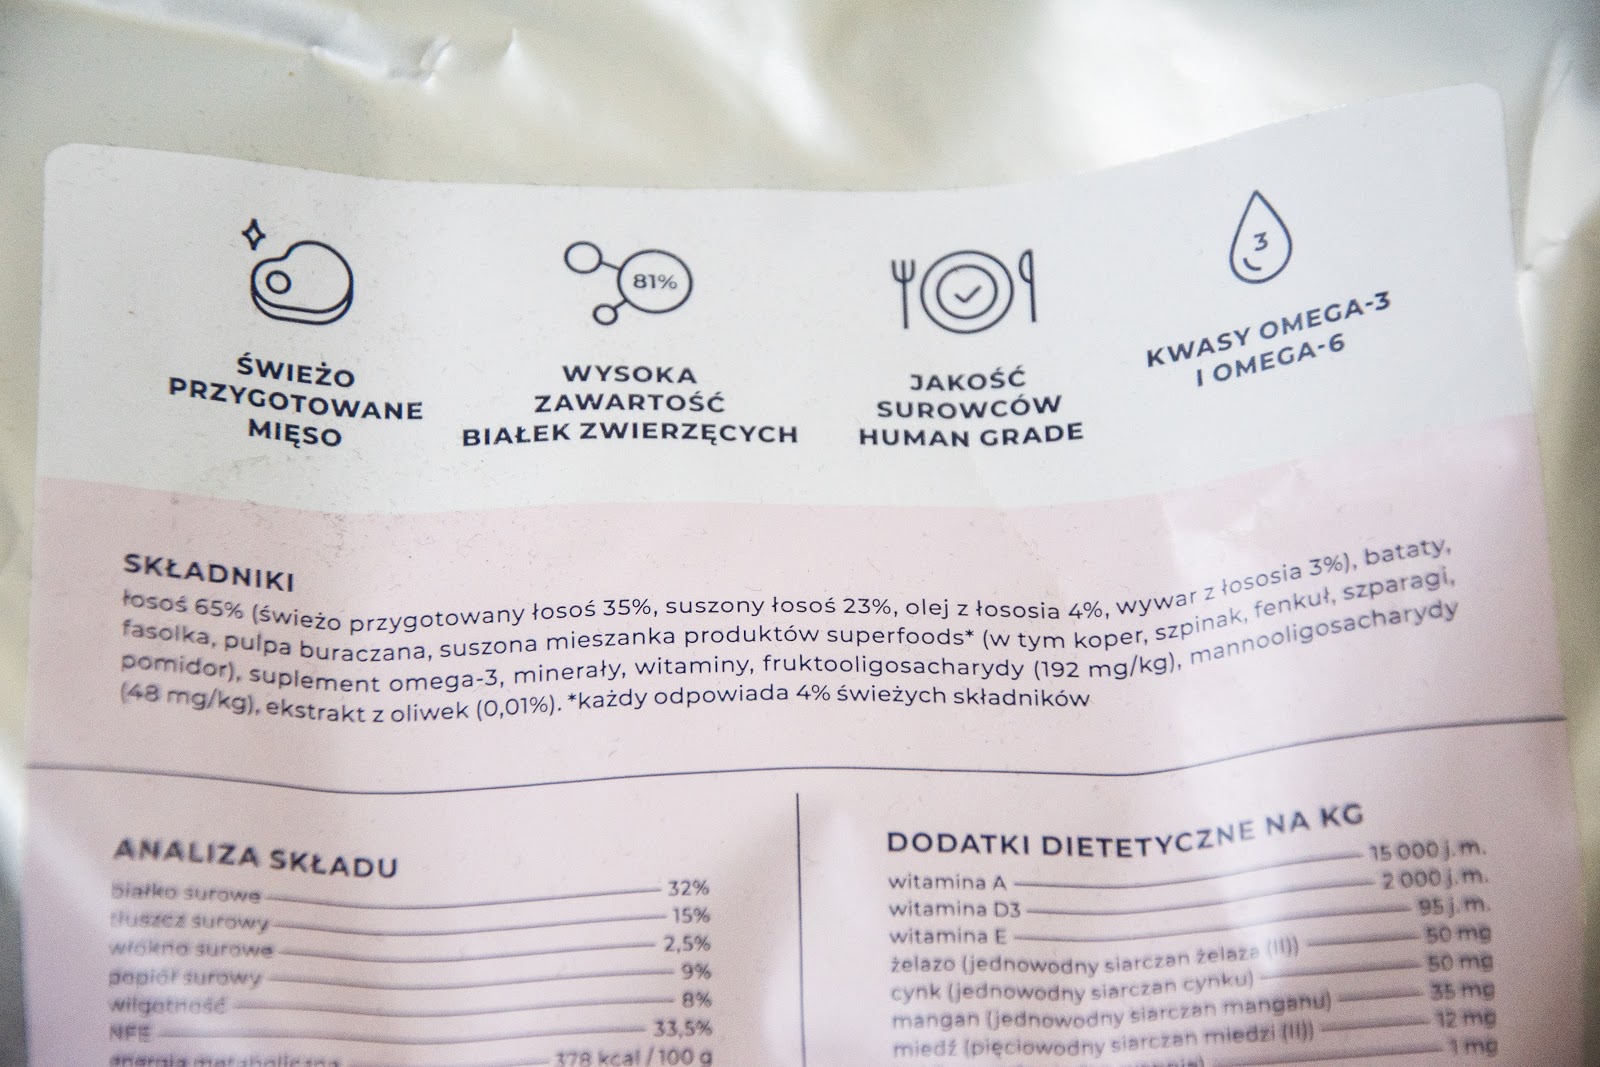 ŚWIEŻO
PRZYGOTOWANE
MIĘSO
81%
WYSOKA
ZAWARTOŚĆ
BIAŁEK ZWIERZĘCYCH
JAKOŚĆ
SUROWCÓW
HUMAN GRADE
3
KWASY OMEGA-3
I OMEGA-6
SKŁADNIKI
łosoś 65% (świeżo przygotowany łosoś 35%, suszony łosoś 23%, olej z łososia 4%, wywar z łososia 3%), bataty,
fasolka, pulpa buraczana, suszona mieszanka produktów superfoods* (w tym koper, szpinak, fenkuł, szparagi,
pomidor), suplement omega-3, minerały, witaminy, fruktooligosacharydy (192 mg/kg), mannooligosacharydy
(48 mg/kg), ekstrakt z oliwek (0,01%). *każdy odpowiada 4% świeżych składników
ANALIZA SKŁADU
białko surowe 32%
tłuszcz surowy 15%
włókno surowe 2,5%
popiół surowy 9%
wilgotność 8%
NFE 33,5%
energia metaboliczna 378 kcal / 100 g
DODATKI DIETETYCZNE NA KG
witamina A 15 000 j.m.
witamina D3 2 000 j.m.
witamina E 95 j.m.
żelazo (jednowodny siarczan żelaza (II)) 50 mg
cynk (jednowodny siarczan cynku) 50 mg
mangan (jednowodny siarczan manganu) 35 mg
miedź (pięciowodny siarczan miedzi (II)) 12 mg
1 mg